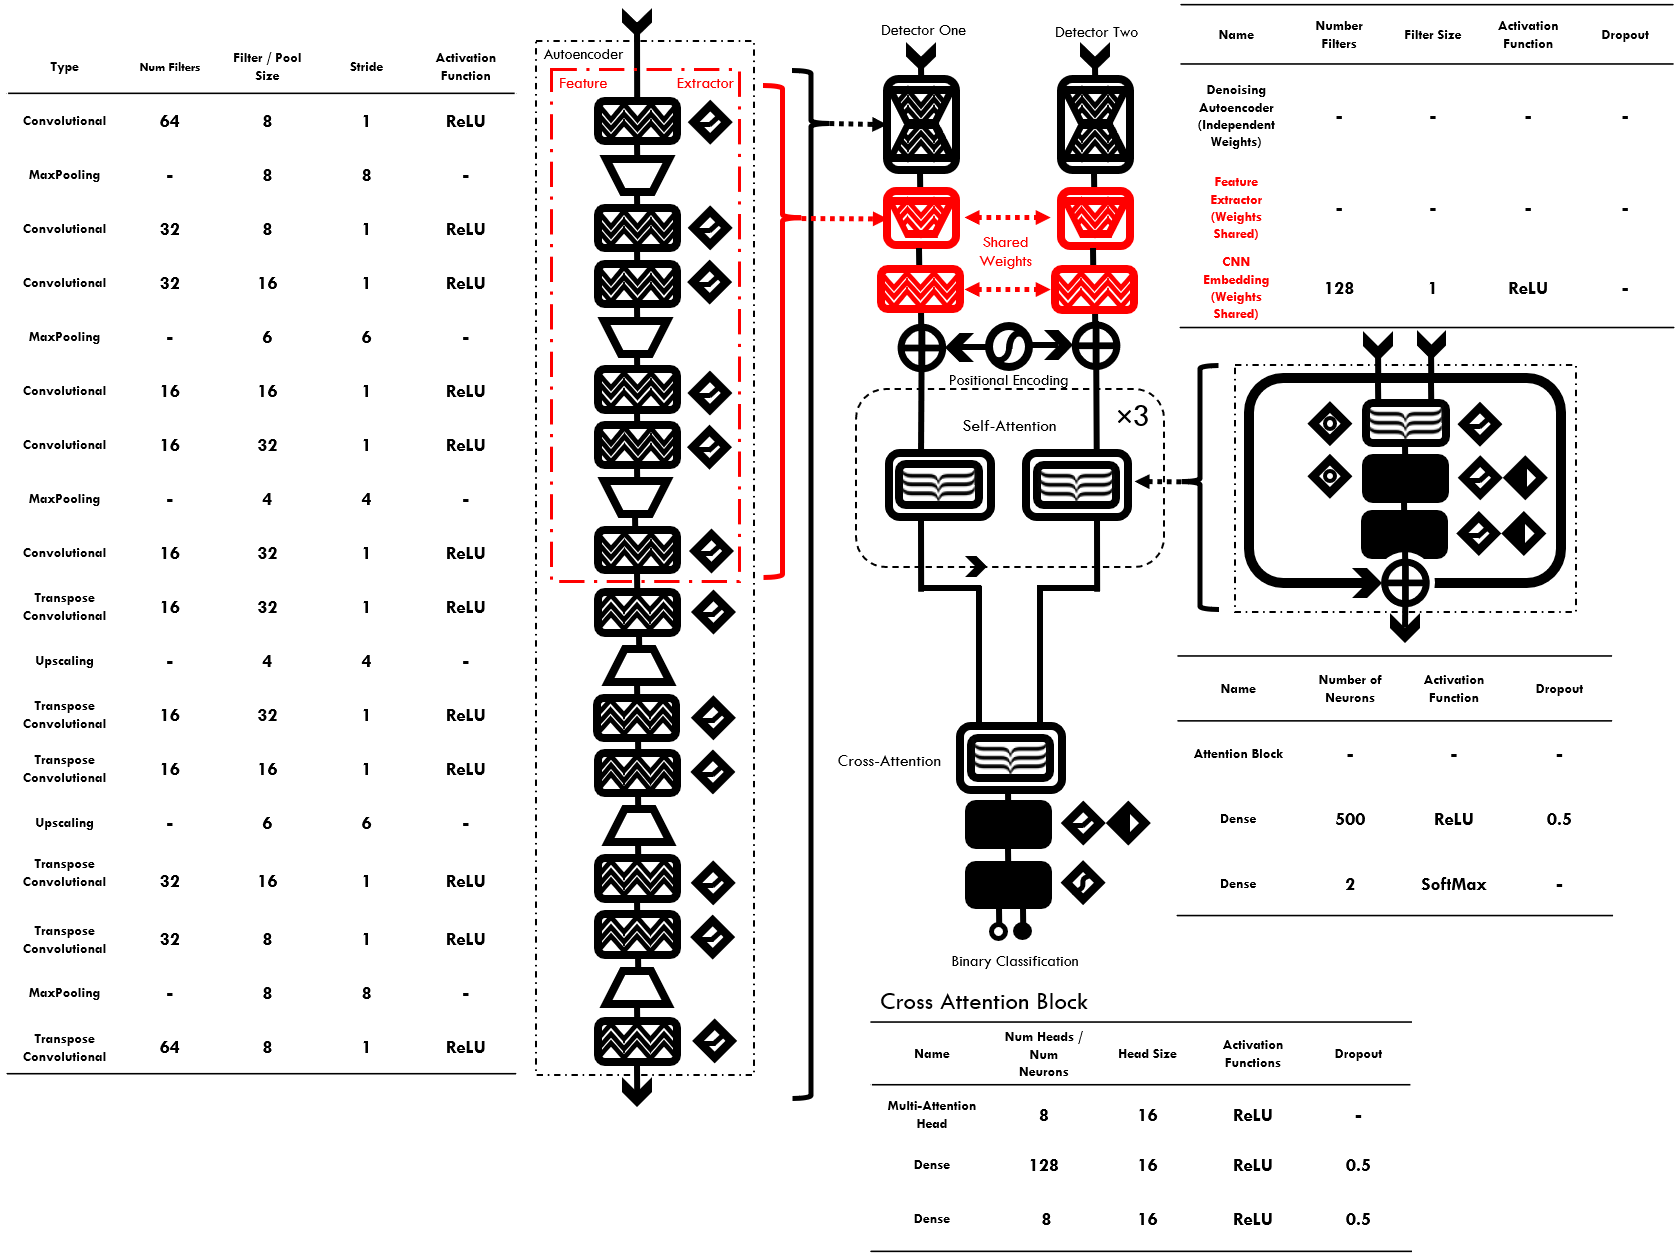 Type Num Filters Filter / Pool Size Stride Activation Function
Convolutional 64 8 1 ReLU
MaxPooling - 8 8 -
Convolutional 32 8 1 ReLU
Convolutional 32 16 1 ReLU
MaxPooling - 6 6 -
Convolutional 16 16 1 ReLU
Convolutional 16 32 1 ReLU
MaxPooling - 4 4 -
Convolutional 16 32 1 ReLU
Transpose Convolutional 16 32 1 ReLU
Upscaling - 4 4 -
Transpose Convolutional 16 32 1 ReLU
Transpose Convolutional 16 16 1 ReLU
Upscaling - 6 6 -
Transpose Convolutional 32 16 1 ReLU
Transpose Convolutional 32 8 1 ReLU
MaxPooling - 8 8 -
Transpose Convolutional 64 8 1 ReLU
Autoencoder
Feature Extractor
Detector One
Detector Two
Shared
Weights
Positional Encoding
Self-Attention
×3
Cross-Attention
Binary Classification
Name Number Filters Filter Size Activation Function Dropout
Denoising Autoencoder (Independent Weights) - - - -
Feature Extractor (Weights Shared) - - - -
CNN Embedding (Weights Shared) 128 1 ReLU -
Name Number of Neurons Activation Function Dropout
Attention Block - - -
Dense 500 ReLU 0.5
Dense 2 SoftMax -
Cross Attention Block
Name Num Heads / Num Neurons Head Size Activation Functions Dropout
Multi-Attention Head 8 16 ReLU -
Dense 128 16 ReLU 0.5
Dense 8 16 ReLU 0.5